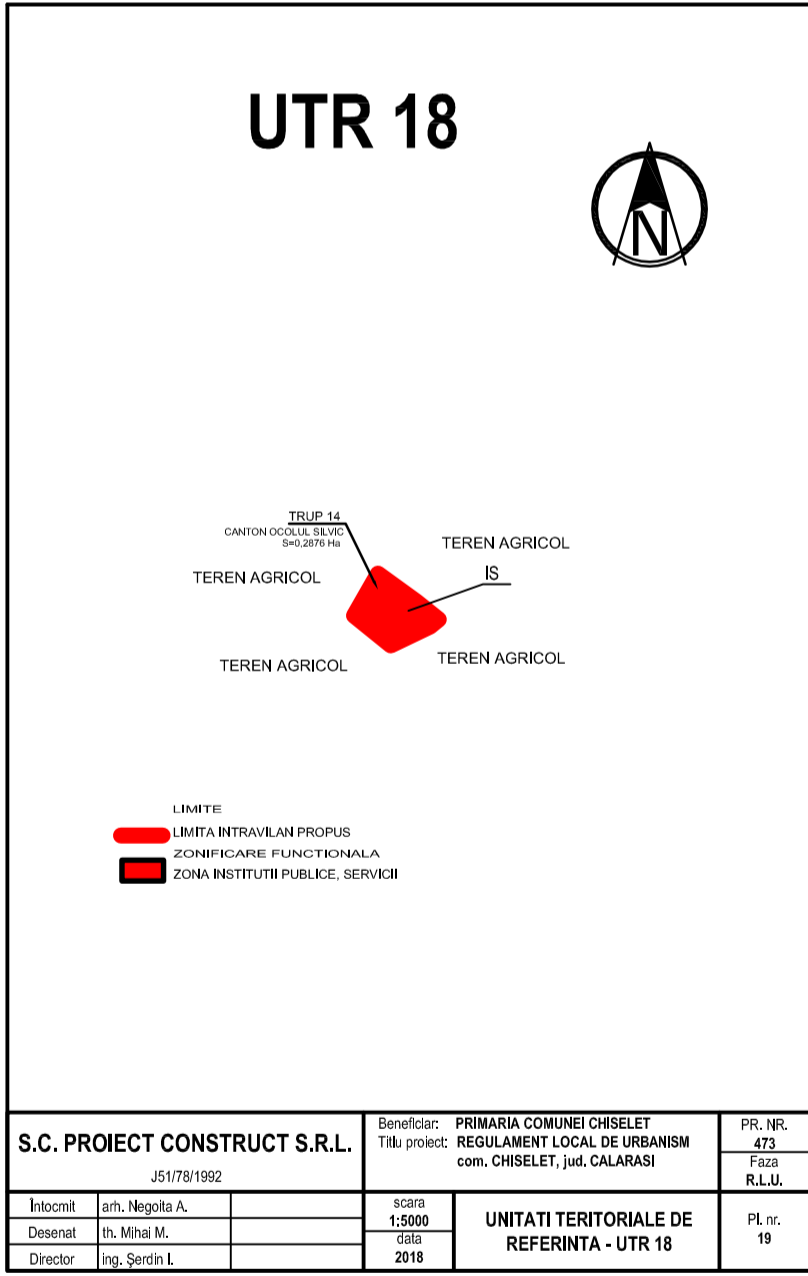 UTR 18
N
TRUP 14
CANTON OCOLUL SILVIC
S=0,2876 Ha
TEREN AGRICOL
TEREN AGRICOL
IS
TEREN AGRICOL
TEREN AGRICOL
LIMITE
LIMITA INTRAVILAN PROPUS
ZONIFICARE FUNCTIONALA
ZONA INSTITUTII PUBLICE, SERVICII
S.C. PROIECT CONSTRUCT S.R.L.
J51/78/1992
Beneficiar: PRIMARIA COMUNEI CHISELET
Titlu proiect: REGULAMENT LOCAL DE URBANISM
com. CHISELET, jud. CALARASI
PR. NR.
473
Faza
R.L.U.
Întocmit arh. Negoita A.
Desenat th. Mihai M.
Director ing. Şerdin I.
scara
1:5000
data
2018
UNITATI TERITORIALE DE
REFERINTA - UTR 18
Pl. nr.
19